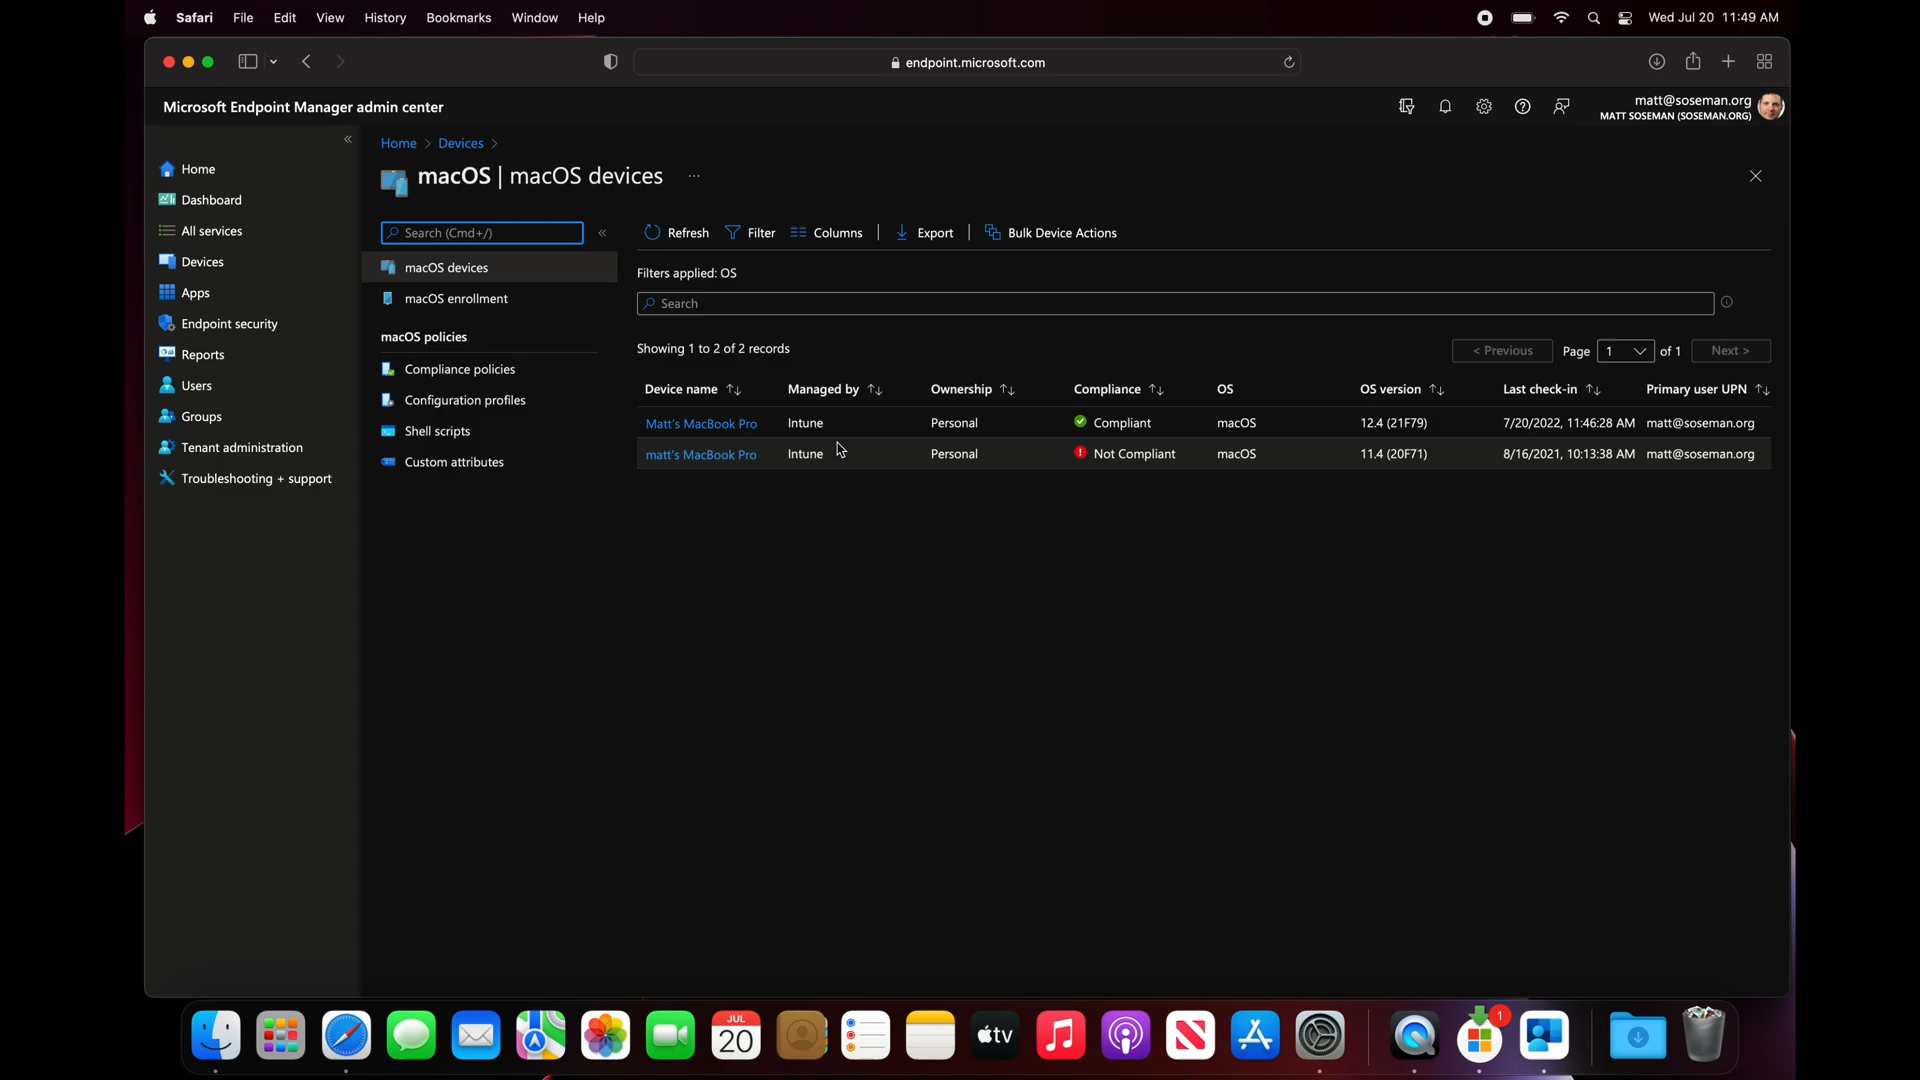 Safari File Edit View History Bookmarks Window Help Wed Jul 20 11:49 AM
endpoint.microsoft.com
Microsoft Endpoint Manager admin center
matt@soseman.org
MATT SOSEMAN (SOSEMAN.ORG)
Home
Dashboard
All services
Devices
Apps
Endpoint security
Reports
Users
Groups
Tenant administration
Troubleshooting + support
Home > Devices >
macOS | macOS devices ...
Search (Cmd+/)
macOS devices
macOS enrollment
macOS policies
Compliance policies
Configuration profiles
Shell scripts
Custom attributes
Refresh Filter Columns | Export | Bulk Device Actions
Filters applied: OS
Search
Showing 1 to 2 of 2 records
< Previous Page 1 of 1 Next >
Device name Managed by Ownership Compliance OS OS version Last check-in Primary user UPN
Matt's MacBook Pro Intune Personal Compliant macOS 12.4 (21F79) 7/20/2022, 11:46:28 AM matt@soseman.org
matt's MacBook Pro Intune Personal Not Compliant macOS 11.4 (20F71) 8/16/2021, 10:13:38 AM matt@soseman.org
JUL
20
tv
1